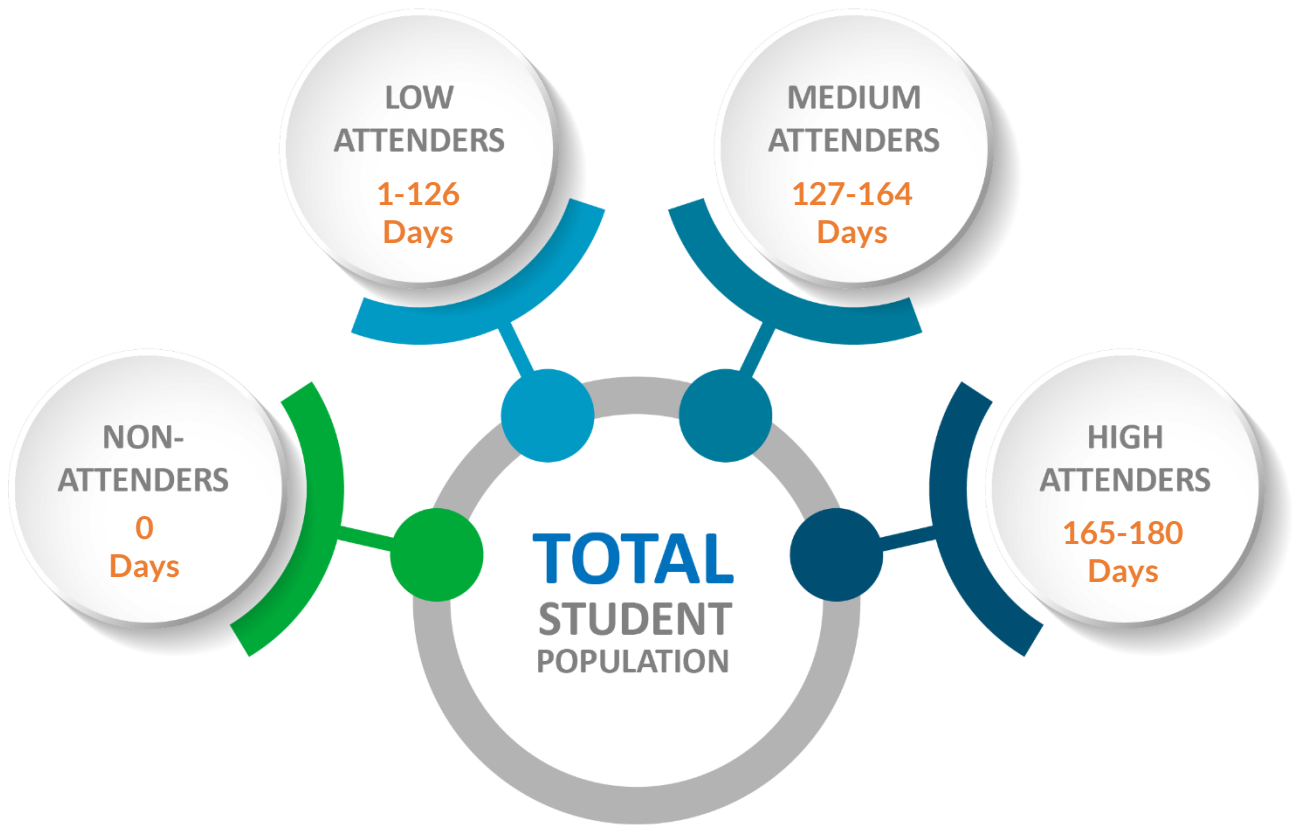 LOW
ATTENDERS
1-126
Days
MEDIUM
ATTENDERS
127-164
Days
NON-
ATTENDERS
0
Days
HIGH
ATTENDERS
165-180
Days
TOTAL
STUDENT
POPULATION